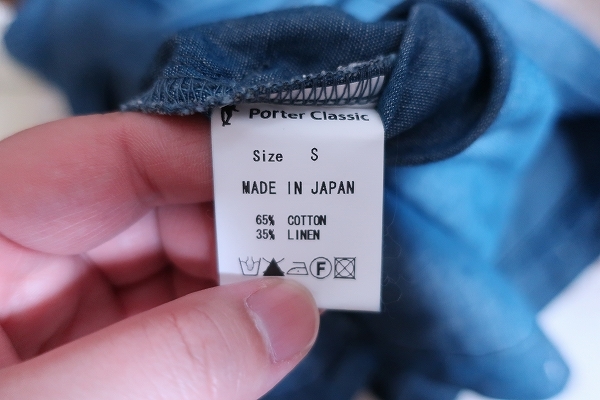 Porter Classic
Size S
MADE IN JAPAN
65% COTTON
35% LINEN
F